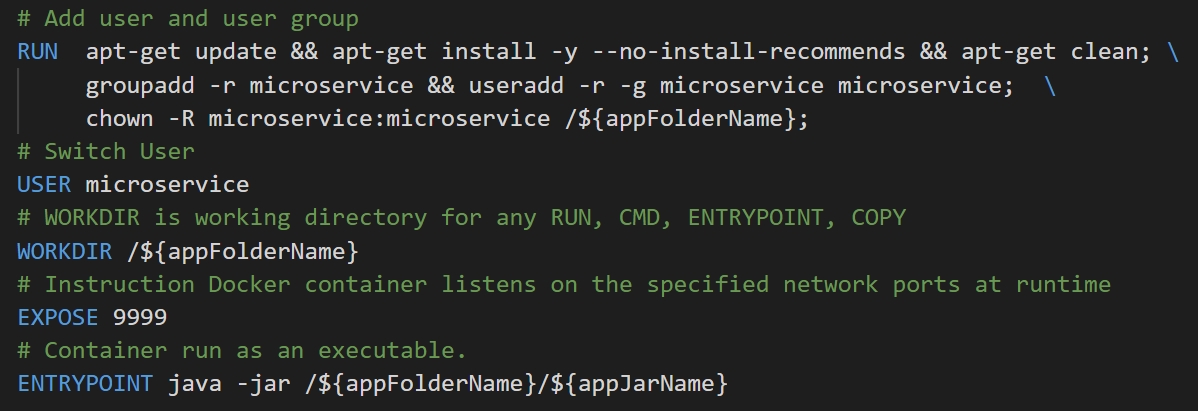 # Add user and user group
RUN  apt-get update && apt-get install -y --no-install-recommends && apt-get clean; \
     groupadd -r microservice && useradd -r -g microservice microservice;  \
     chown -R microservice:microservice /${appFolderName};
# Switch User
USER microservice
# WORKDIR is working directory for any RUN, CMD, ENTRYPOINT, COPY
WORKDIR /${appFolderName}
# Instruction Docker container listens on the specified network ports at runtime
EXPOSE 9999
# Container run as an executable.
ENTRYPOINT java -jar /${appFolderName}/${appJarName}